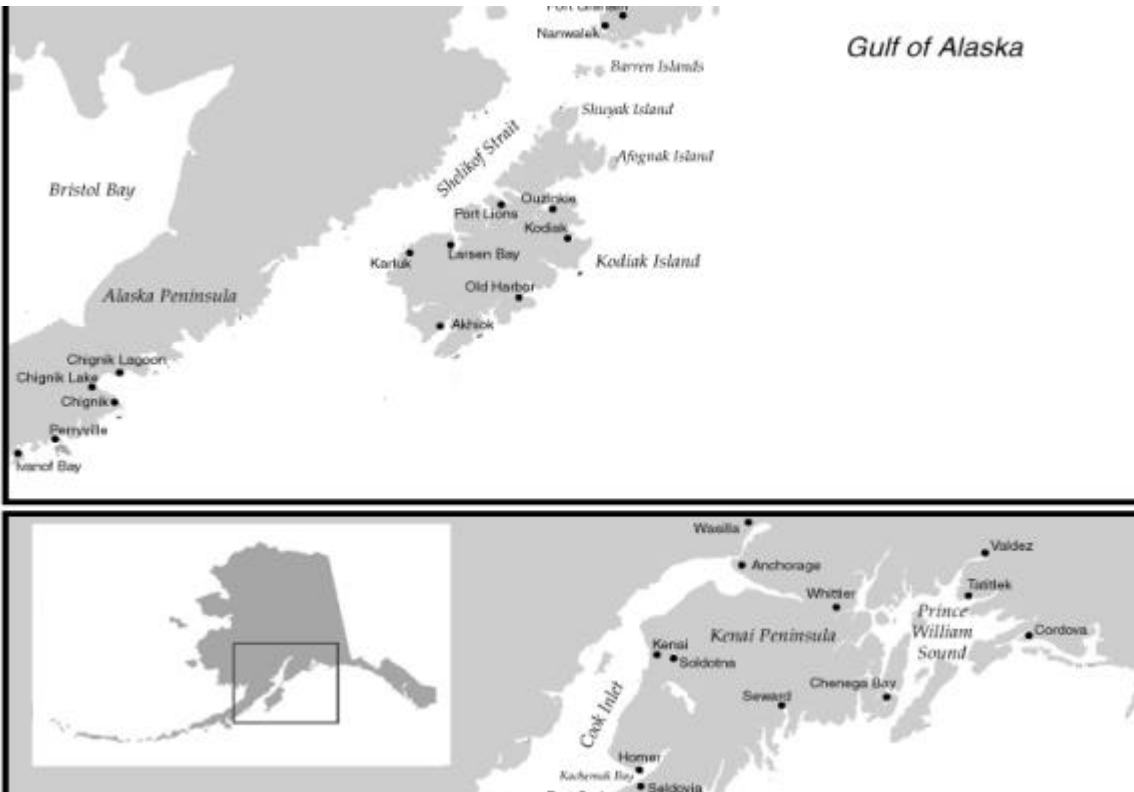 Nanwalek
Gulf of Alaska
Barren Islands
Shuyak Island
Shelikof Strait
Afognak Island
Bristol Bay
Ouzinkie
Port Lions
Kodiak
Larsen Bay
Karluk
Kodiak Island
Old Harbor
Alaska Peninsula
Akhiok
Chignik Lagoon
Chignik Lake
Chignik
Perryville
Ivanof Bay
Wasilla
Valdez
Anchorage
Tatitlek
Whittier
Prince
William
Sound
Cordova
Kenai Peninsula
Kenai
Soldotna
Chenega Bay
Seward
Cook Inlet
Homer
Kachemak Bay
Seldovia